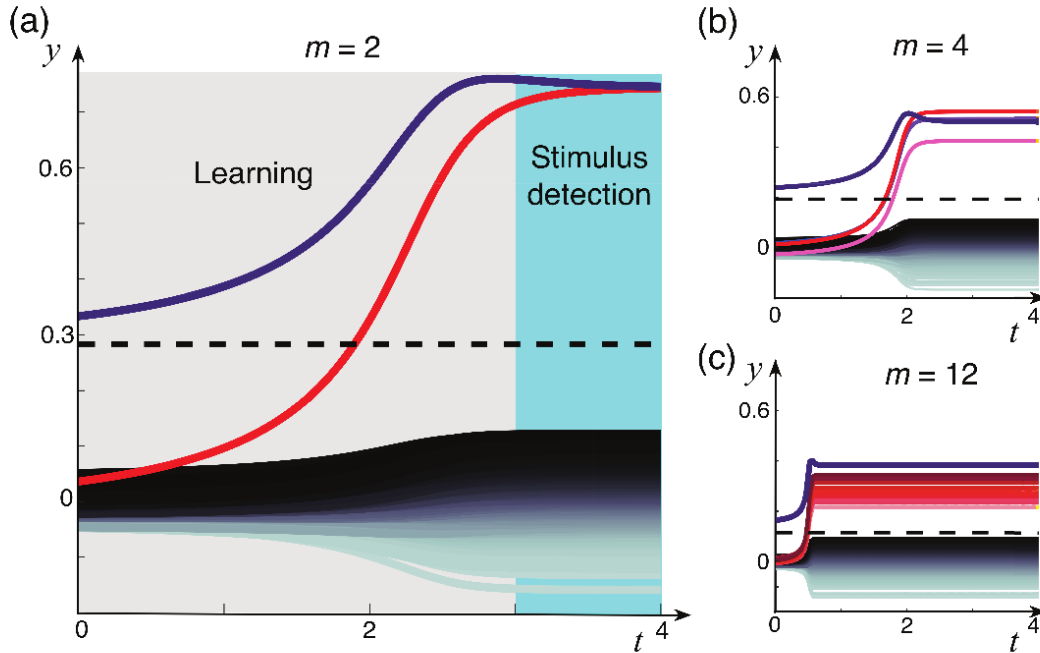 (a)
y
m = 2
0.6
Learning
Stimulus
detection
0.3
0
0
2
4
t
(b)
m = 4
y
0.6
0
0
2
4
t
(c)
m = 12
y
0.6
0
0
2
4
t